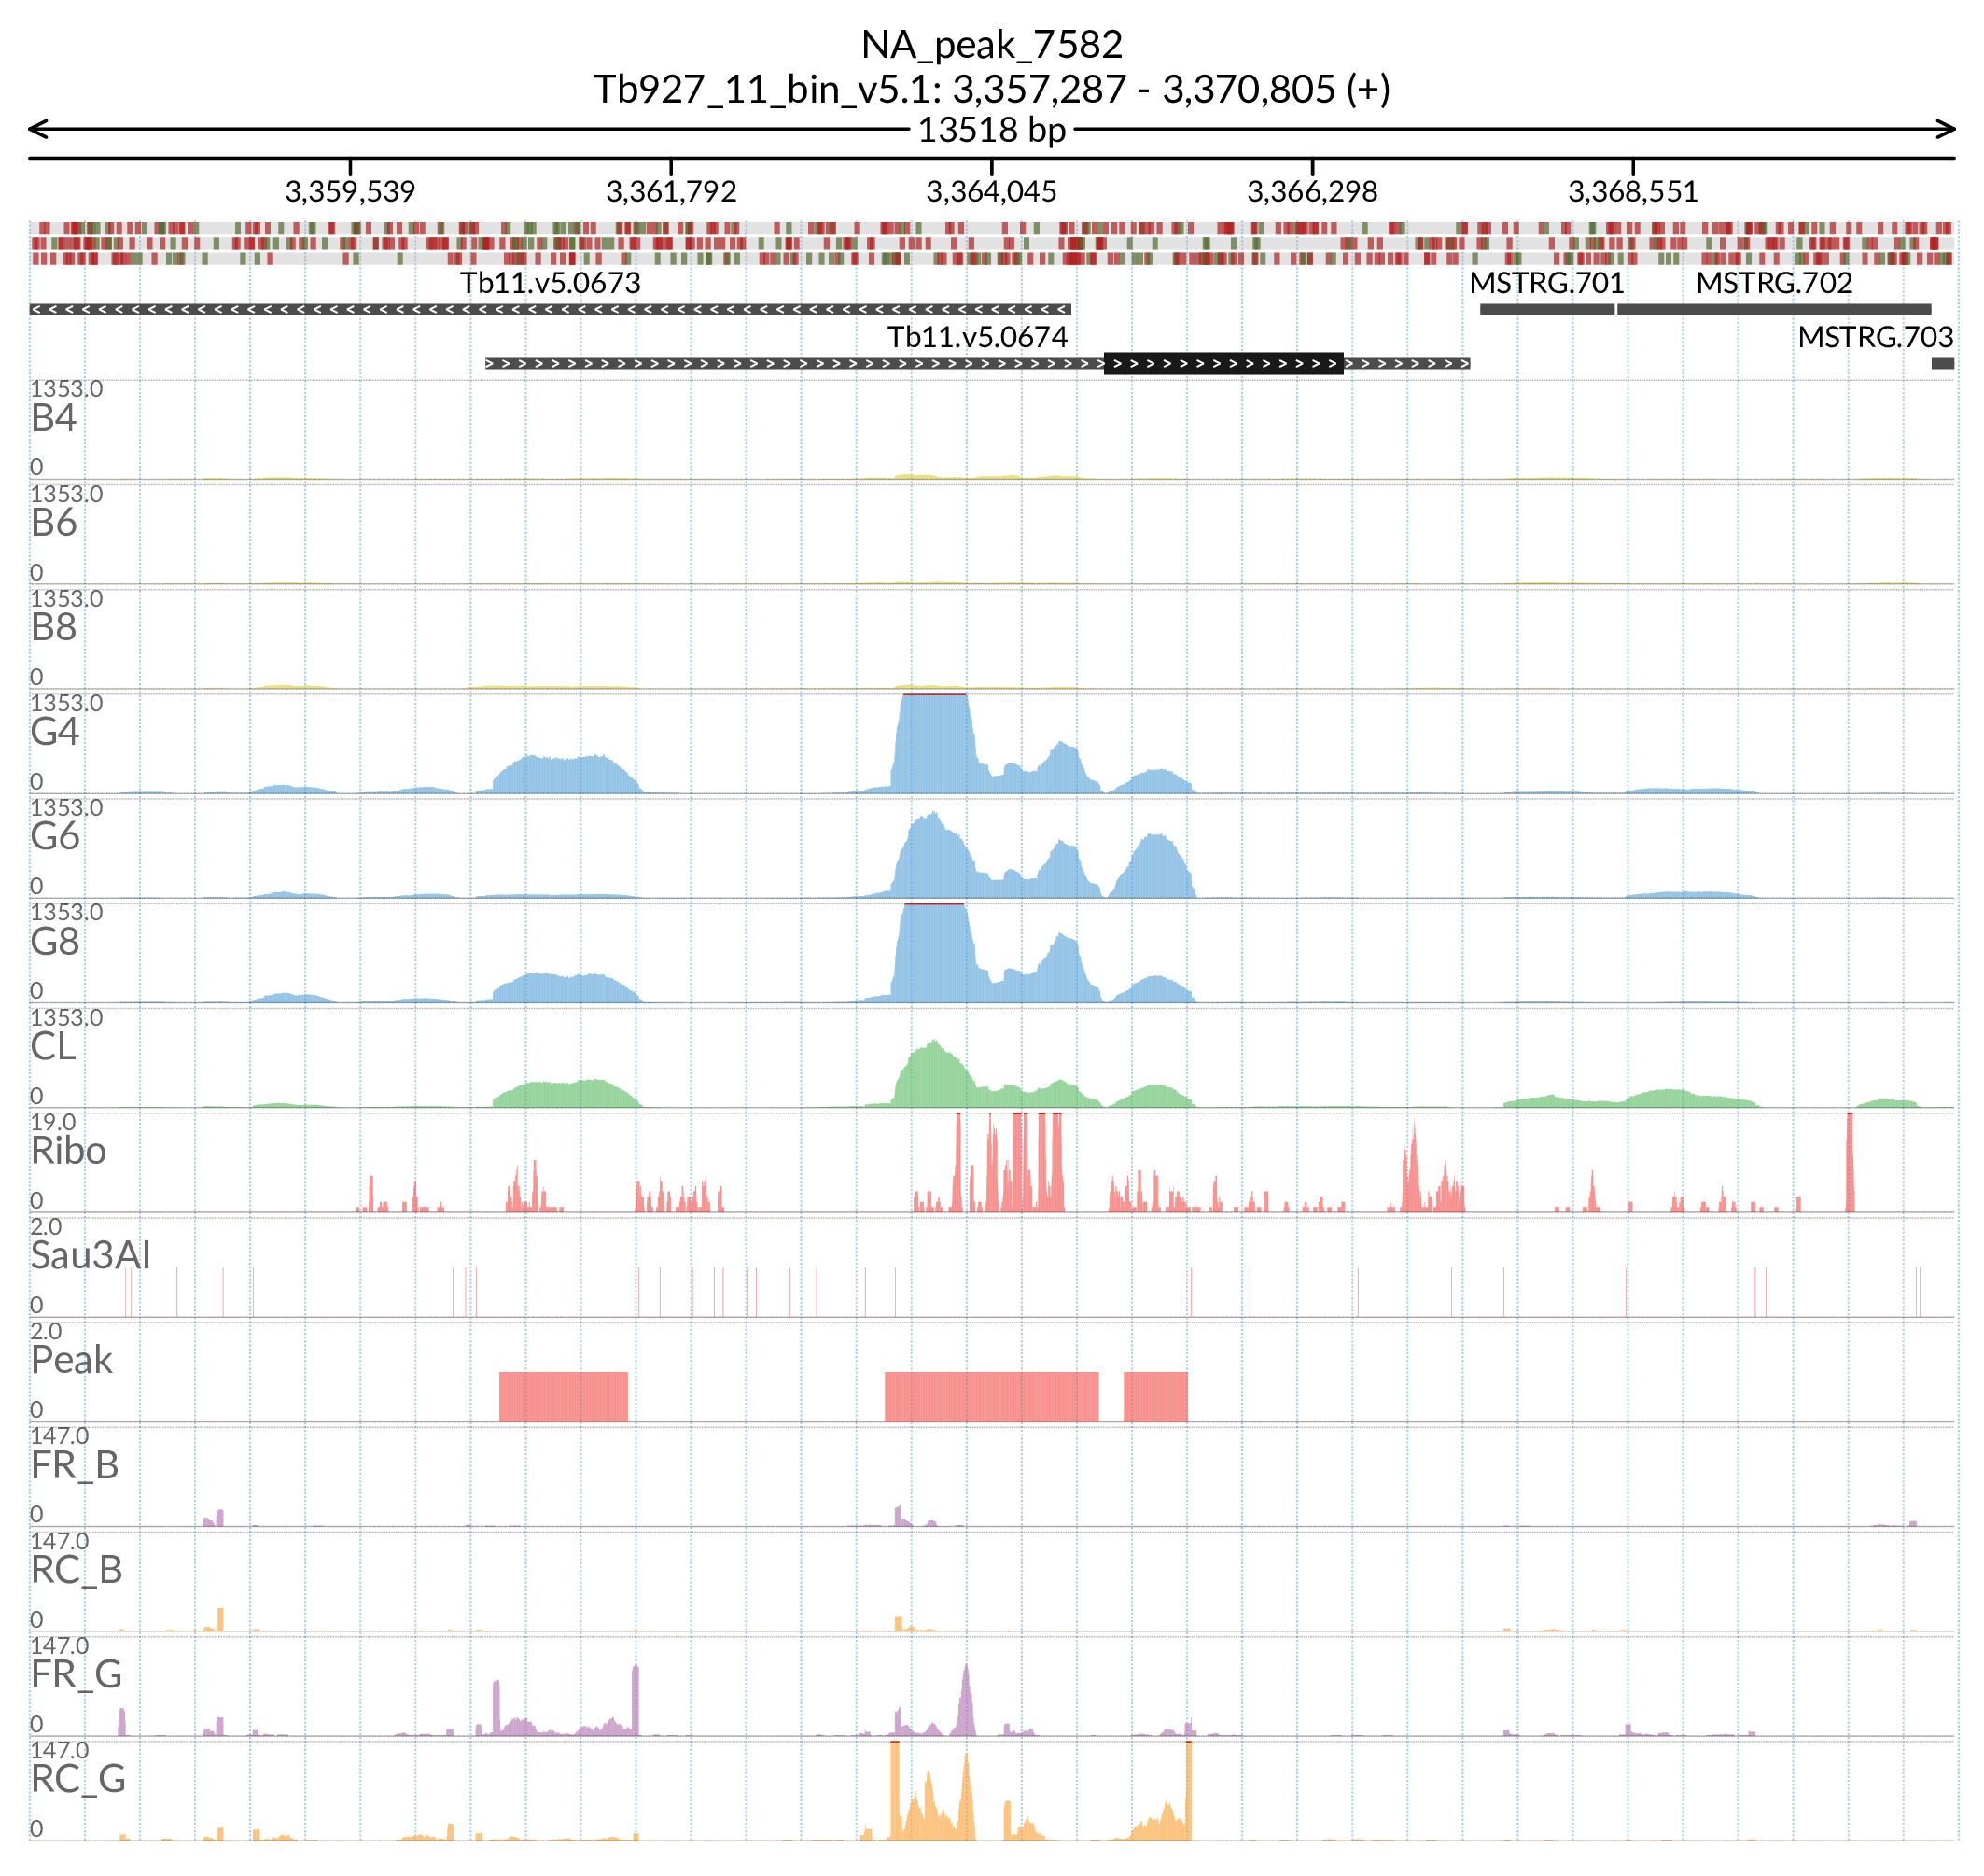 NA_peak_7582
Tb927_11_bin_v5.1: 3,357,287 - 3,370,805 (+)
13518 bp
3,359,539 3,361,792 3,364,045 3,366,298 3,368,551
Tb11.v5.0673 MSTRG.701 MSTRG.702
Tb11.v5.0674 MSTRG.703
1353.0
B4
0
1353.0
B6
0
1353.0
B8
0
1353.0
G4
0
1353.0
G6
0
1353.0
G8
0
1353.0
CL
0
19.0
Ribo
0
2.0
Sau3AI
0
2.0
Peak
0
147.0
FR_B
0
147.0
RC_B
0
147.0
FR_G
0
147.0
RC_G
0